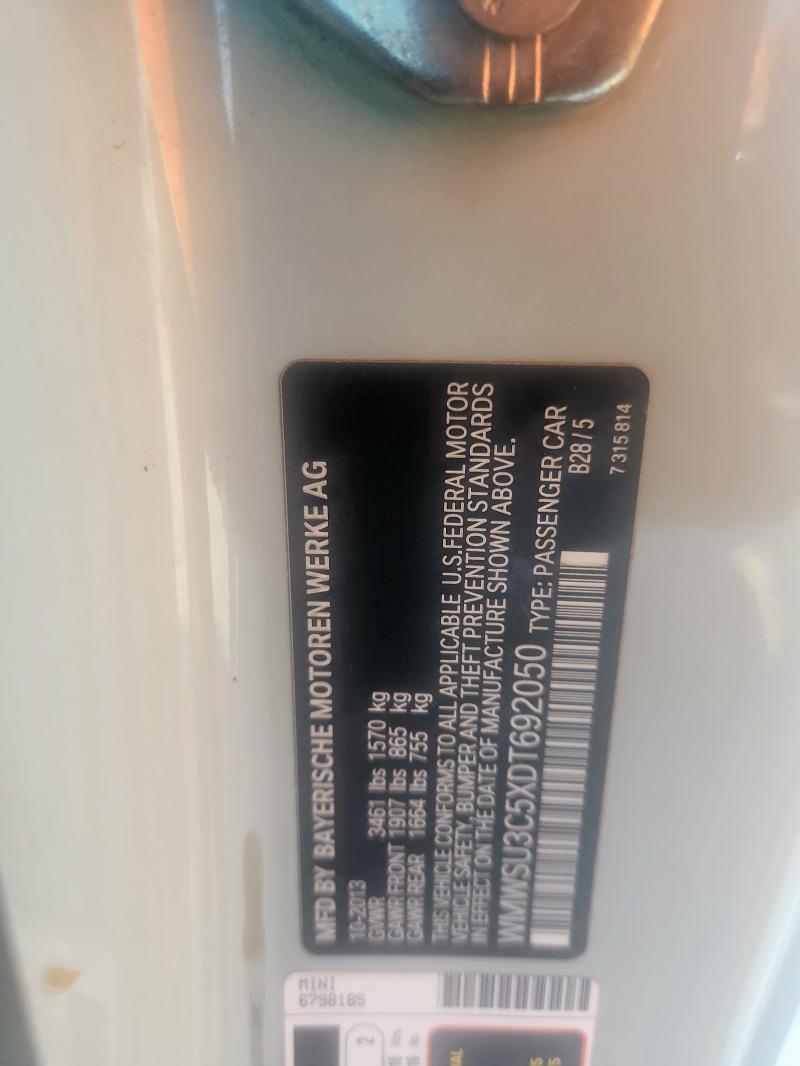 MFD BY BAYERISCHE MOTOREN WERKE AG
10-2013
GVWR 3461 lbs 1570 kg
GAWR FRONT 1907 lbs 865 kg
GAWR REAR 1664 lbs 755 kg
THIS VEHICLE CONFORMS TO ALL APPLICABLE U.S.FEDERAL MOTOR
VEHICLE SAFETY, BUMPER AND THEFT PREVENTION STANDARDS
IN EFFECT ON THE DATE OF MANUFACTURE SHOWN ABOVE.
WMWSU3C5XDT692050 TYPE: PASSENGER CAR
B28/5
7 315 814
MINI
6798185
2